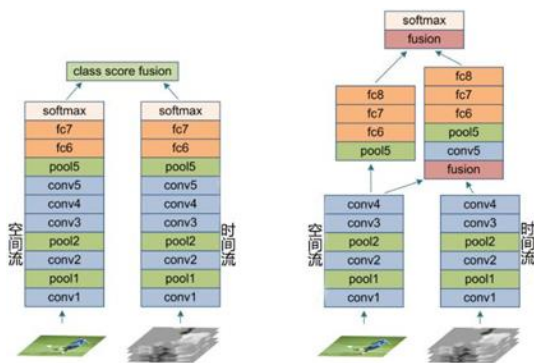 class score fusion
softmax
fc7
fc6
pool5
conv5
conv4
conv3
pool2
conv2
pool1
conv1
空间流
softmax
fc7
fc6
pool5
conv5
conv4
conv3
pool2
conv2
pool1
conv1
时间流
softmax
fusion
fc8
fc7
fc6
pool5
fc8
fc7
fc6
pool5
conv5
fusion
conv4
conv3
pool2
conv2
pool1
conv1
空间流
conv4
conv3
pool2
conv2
pool1
conv1
时间流